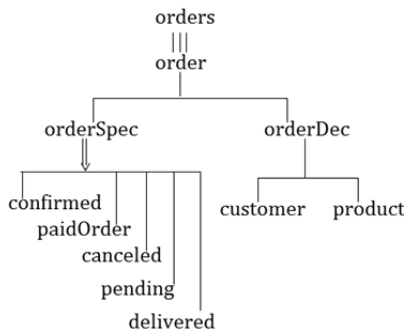 orders
order
orderSpec orderDec
confirmed
paidOrder
canceled
pending
delivered
customer product